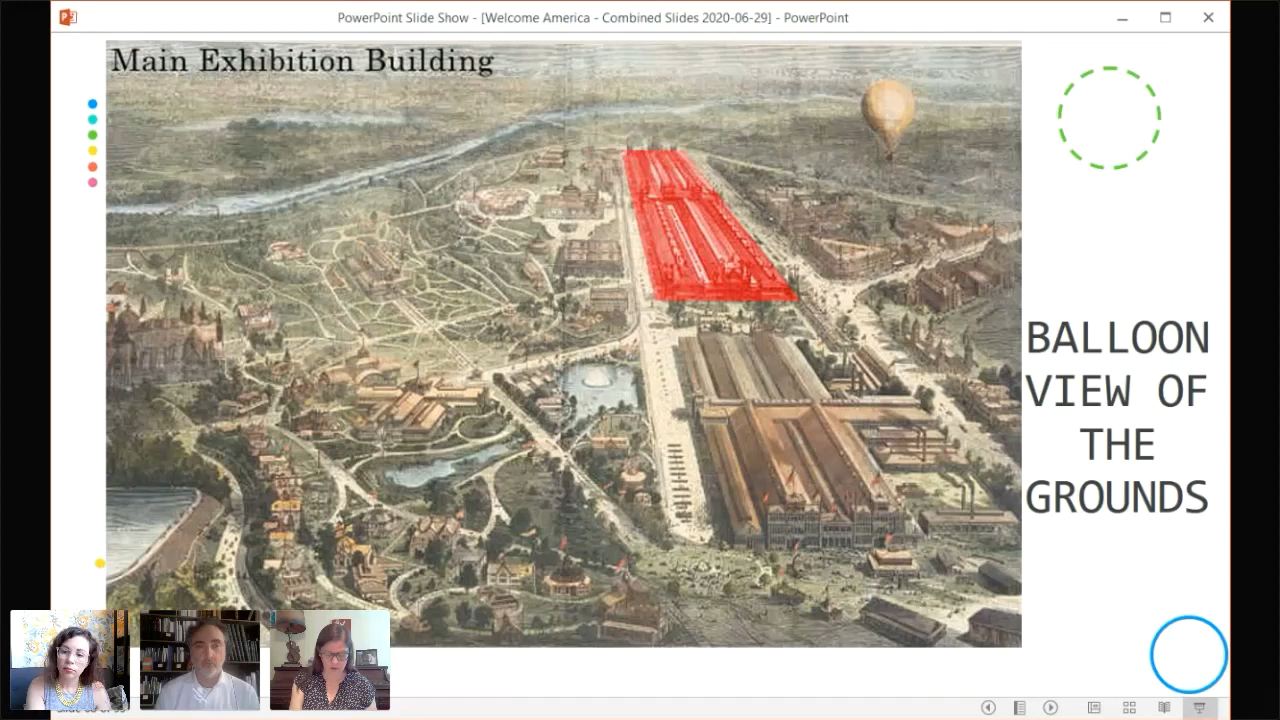 PowerPoint Slide Show - [Welcome America - Combined Slides 2020-06-29] - PowerPoint
Main Exhibition Building
BALLOON
VIEW OF
THE
GROUNDS